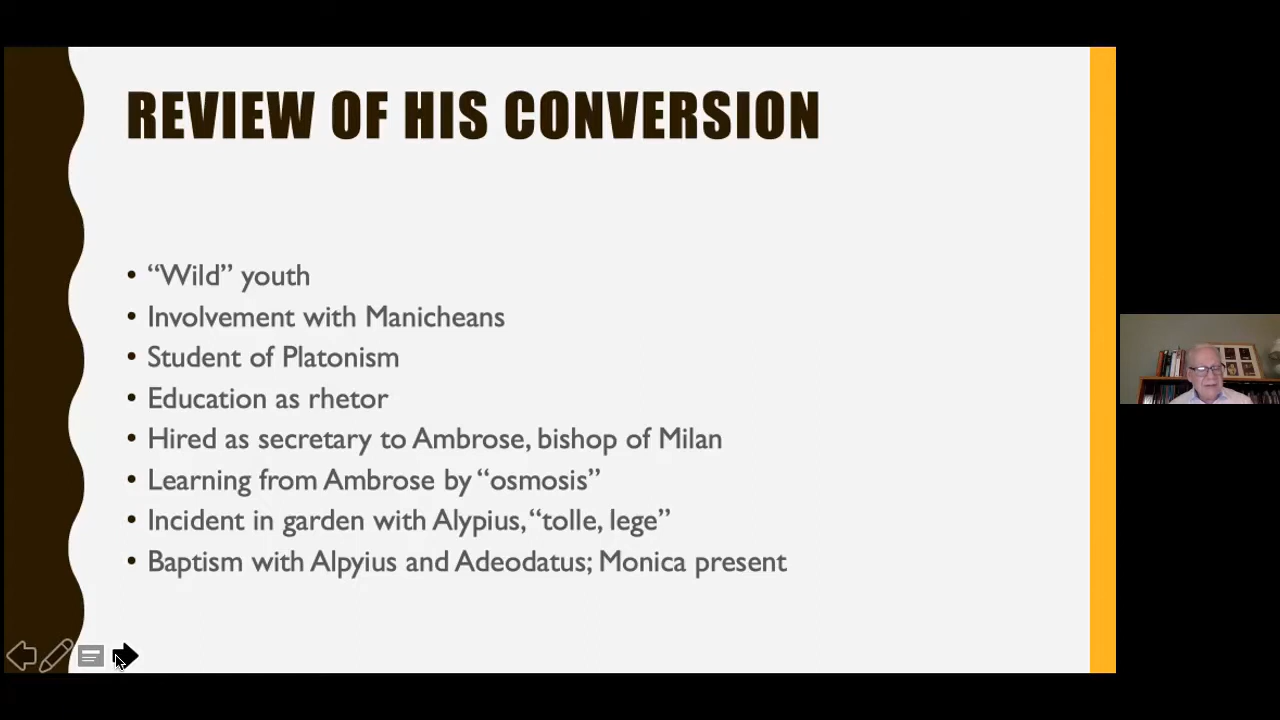 REVIEW OF HIS CONVERSION
• “Wild” youth
• Involvement with Manicheans
• Student of Platonism
• Education as rhetor
• Hired as secretary to Ambrose, bishop of Milan
• Learning from Ambrose by “osmosis”
• Incident in garden with Alypius, “tolle, lege”
• Baptism with Alpyius and Adeodatus; Monica present